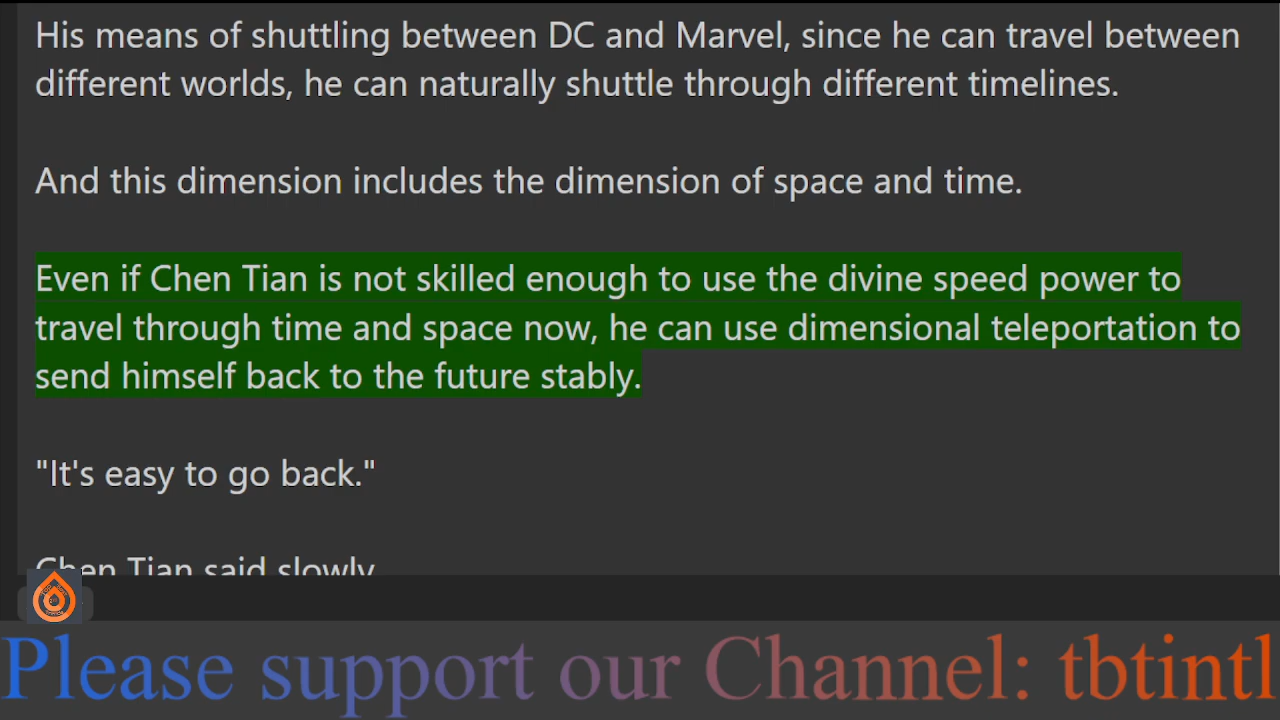 His means of shuttling between DC and Marvel, since he can travel between
different worlds, he can naturally shuttle through different timelines.
And this dimension includes the dimension of space and time.
Even if Chen Tian is not skilled enough to use the divine speed power to
travel through time and space now, he can use dimensional teleportation to
send himself back to the future stably.
"It's easy to go back."
Chen Tian said slowly
Please support our Channel: tbtintl